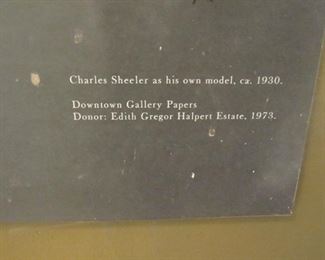 Charles Sheeler as his own model, ca. 1930.
Downtown Gallery Papers
Donor: Edith Gregor Halpert Estate, 1973.